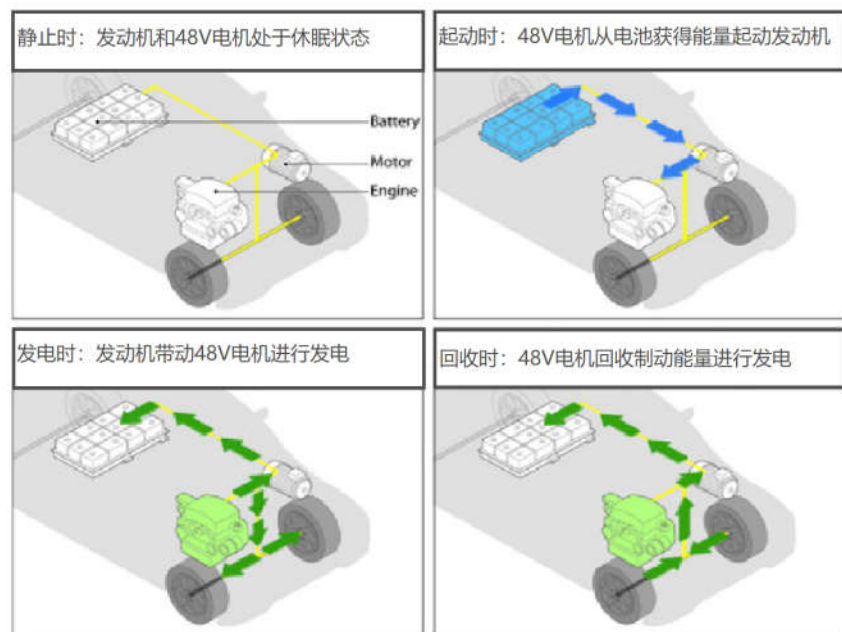 静止时：发动机和48V电机处于休眠状态
起动时：48V电机从电池获得能量起动发动机
Battery
Motor
Engine
发电时：发动机带动48V电机进行发电
回收时：48V电机回收制动能量进行发电